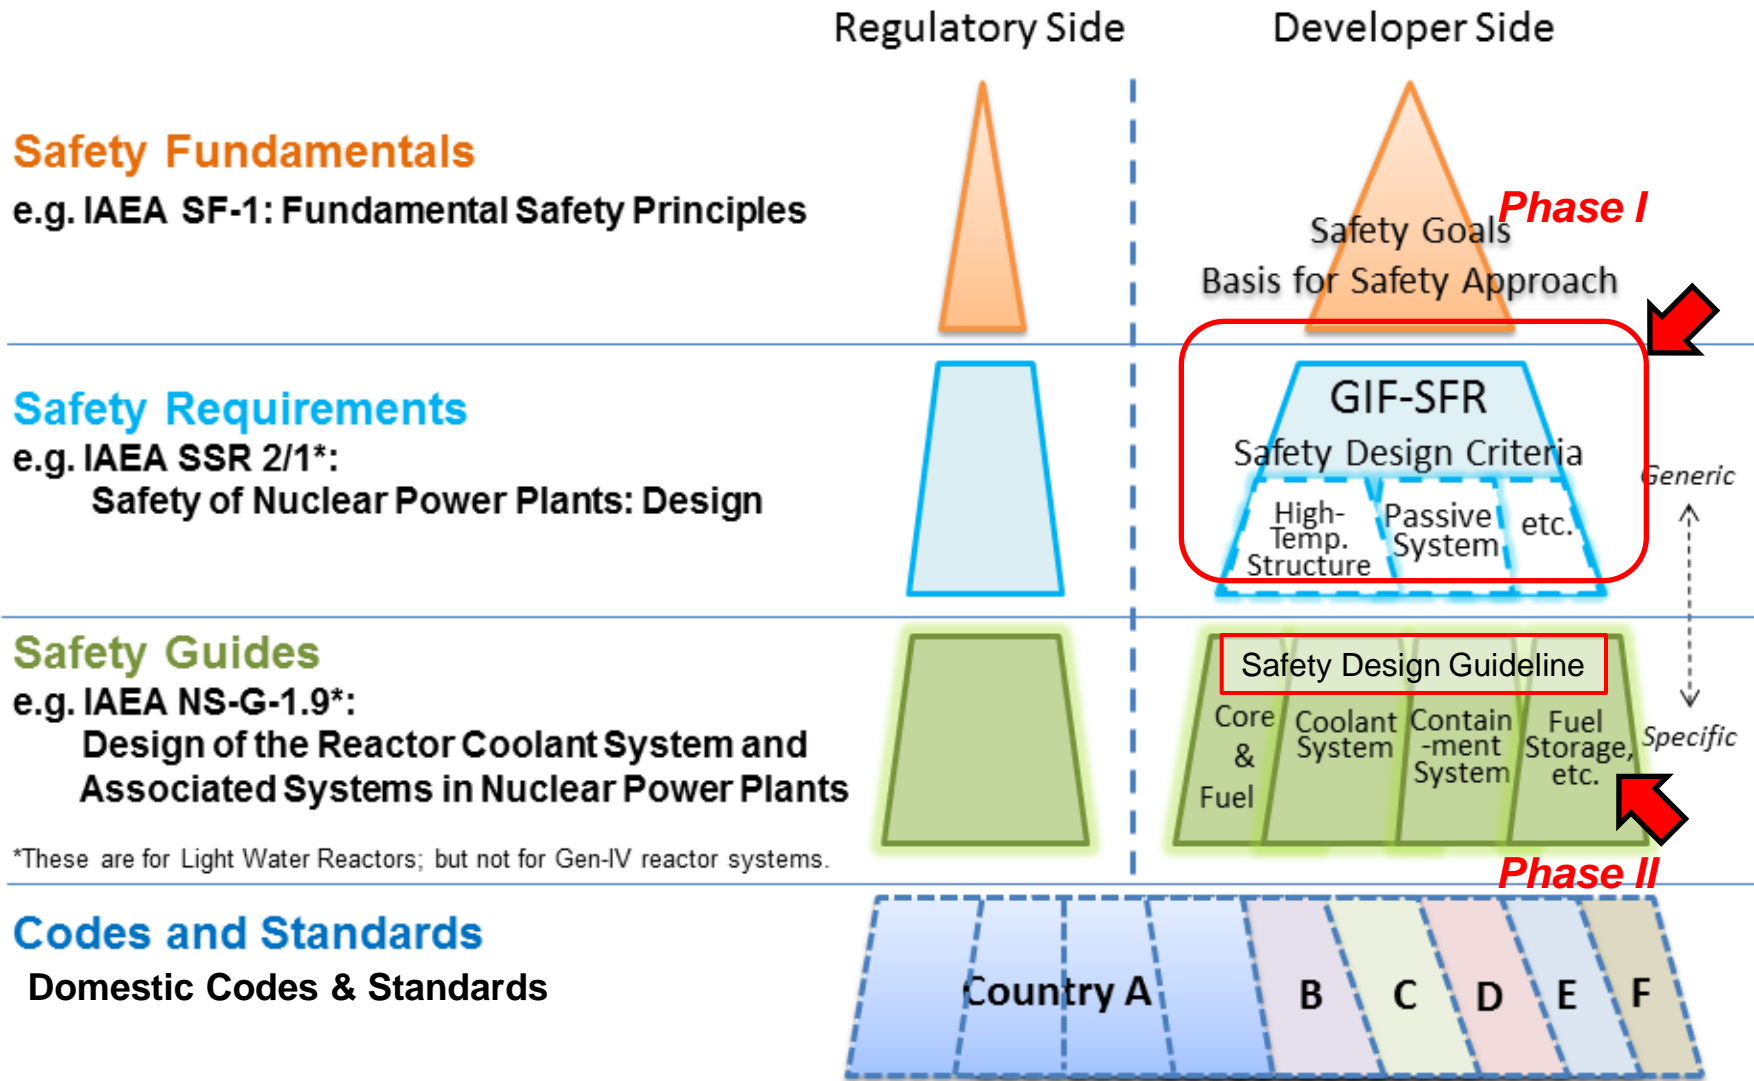 Regulatory Side
Developer Side
Safety Fundamentals
e.g. IAEA SF-1: Fundamental Safety Principles
Phase I
Safety Goals
Basis for Safety Approach
Safety Requirements
e.g. IAEA SSR 2/1*:
Safety of Nuclear Power Plants: Design
GIF-SFR
Safety Design Criteria
High-
Temp.
Structure
Passive
System
etc.
Generic
Safety Guides
e.g. IAEA NS-G-1.9*:
Design of the Reactor Coolant System and
Associated Systems in Nuclear Power Plants
*These are for Light Water Reactors; but not for Gen-IV reactor systems.
Safety Design Guideline
Core
&
Fuel
Coolant
System
Contain
-ment
System
Fuel
Storage,
etc.
Specific
Phase II
Codes and Standards
Domestic Codes & Standards
Country A
B
C
D
E
F